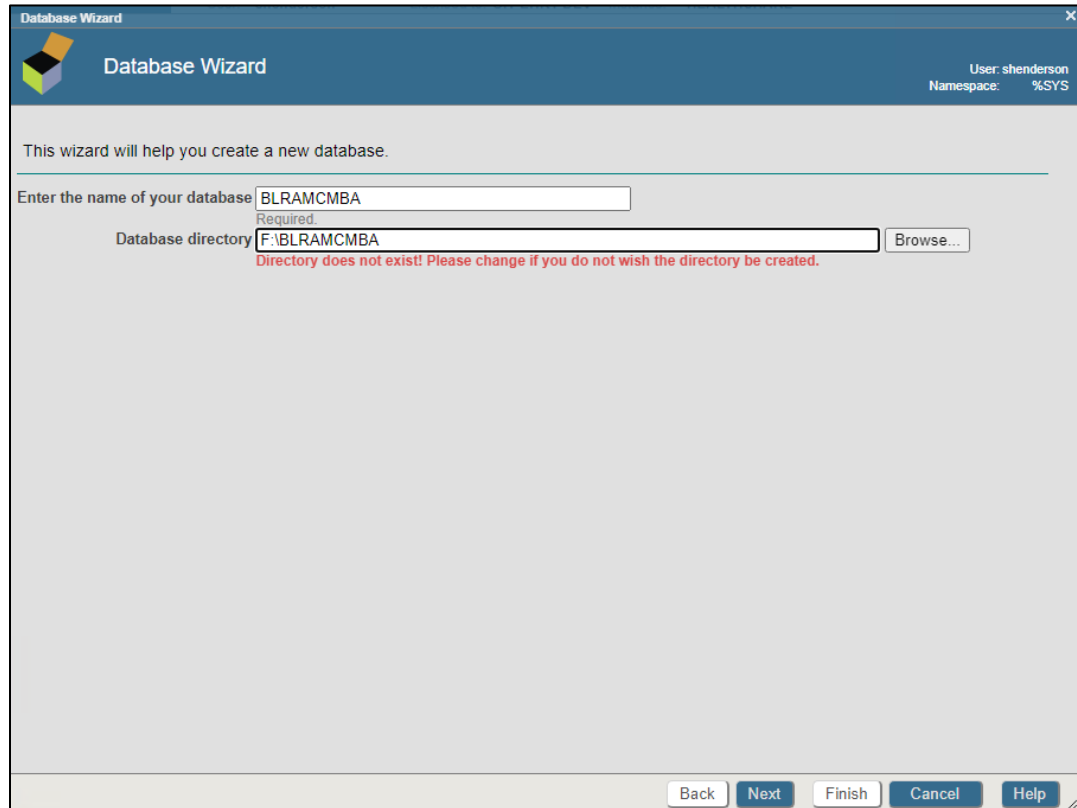 Database Wizard
Database Wizard
User: shenderson
Namespace: %SYS
This wizard will help you create a new database.
Enter the name of your database BLRAMCMBA
Required.
Database directory F:\BLRAMCMBA Browse...
Directory does not exist! Please change if you do not wish the directory be created.
Back Next Finish Cancel Help